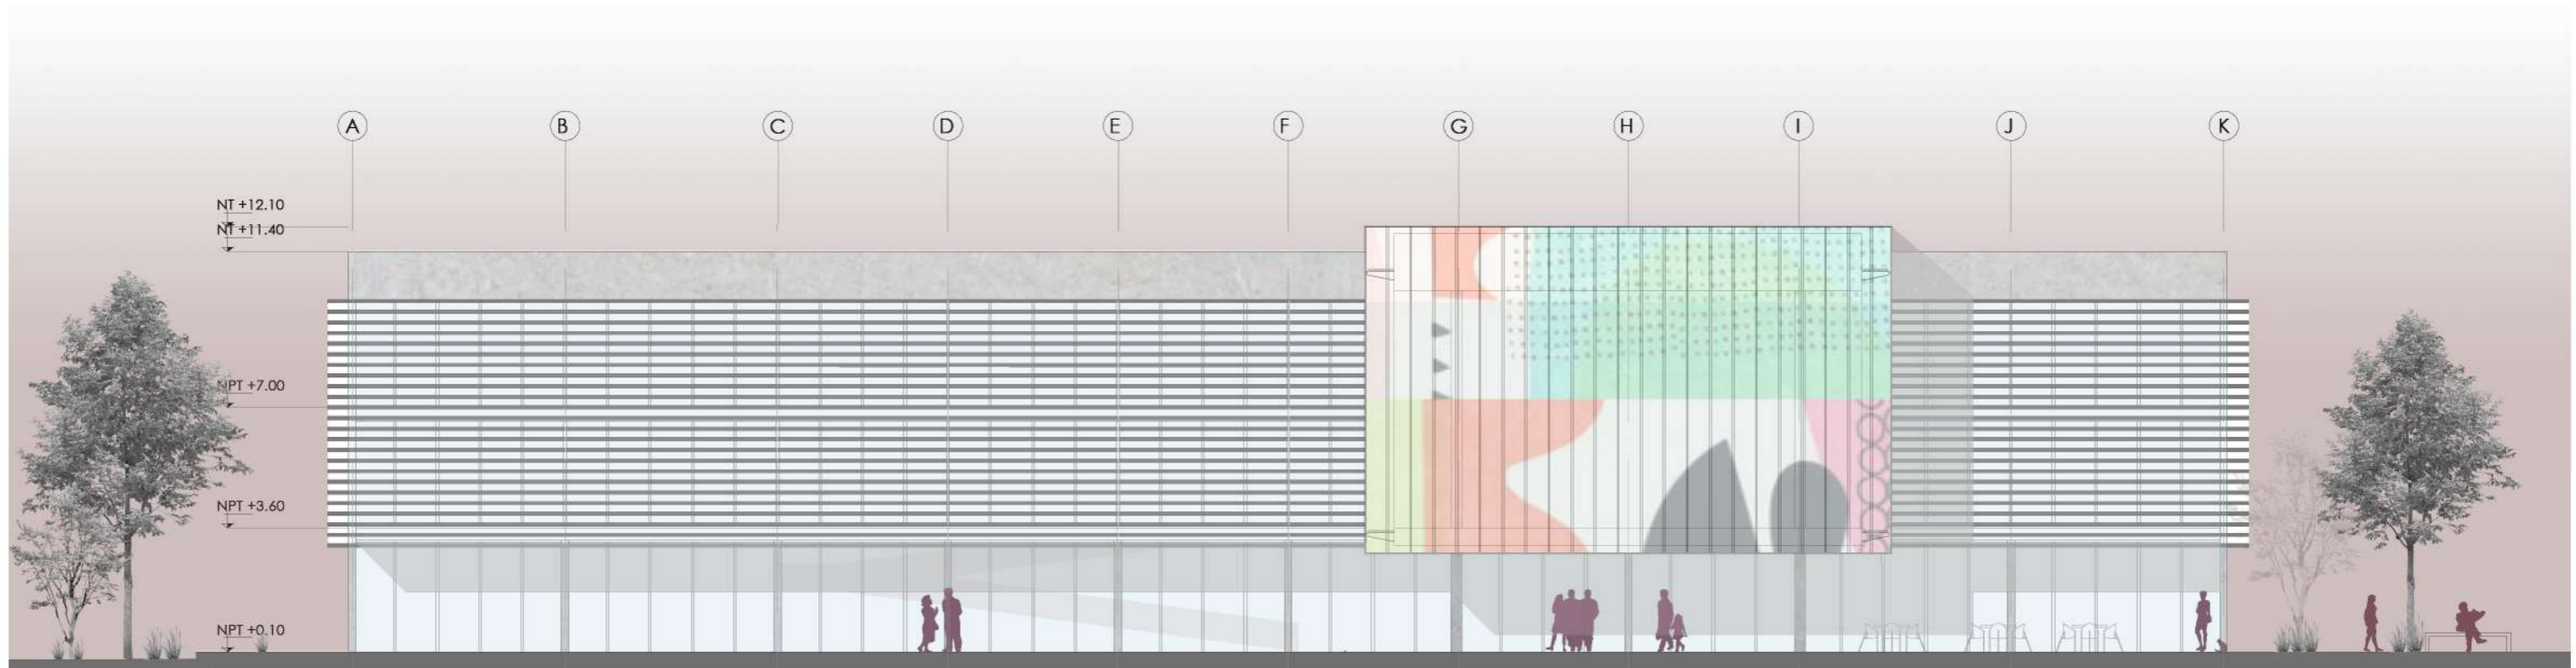 A B C D E F G H I J K
NT +12.10
NT +11.40
NPT +7.00
NPT +3.60
NPT +0.10